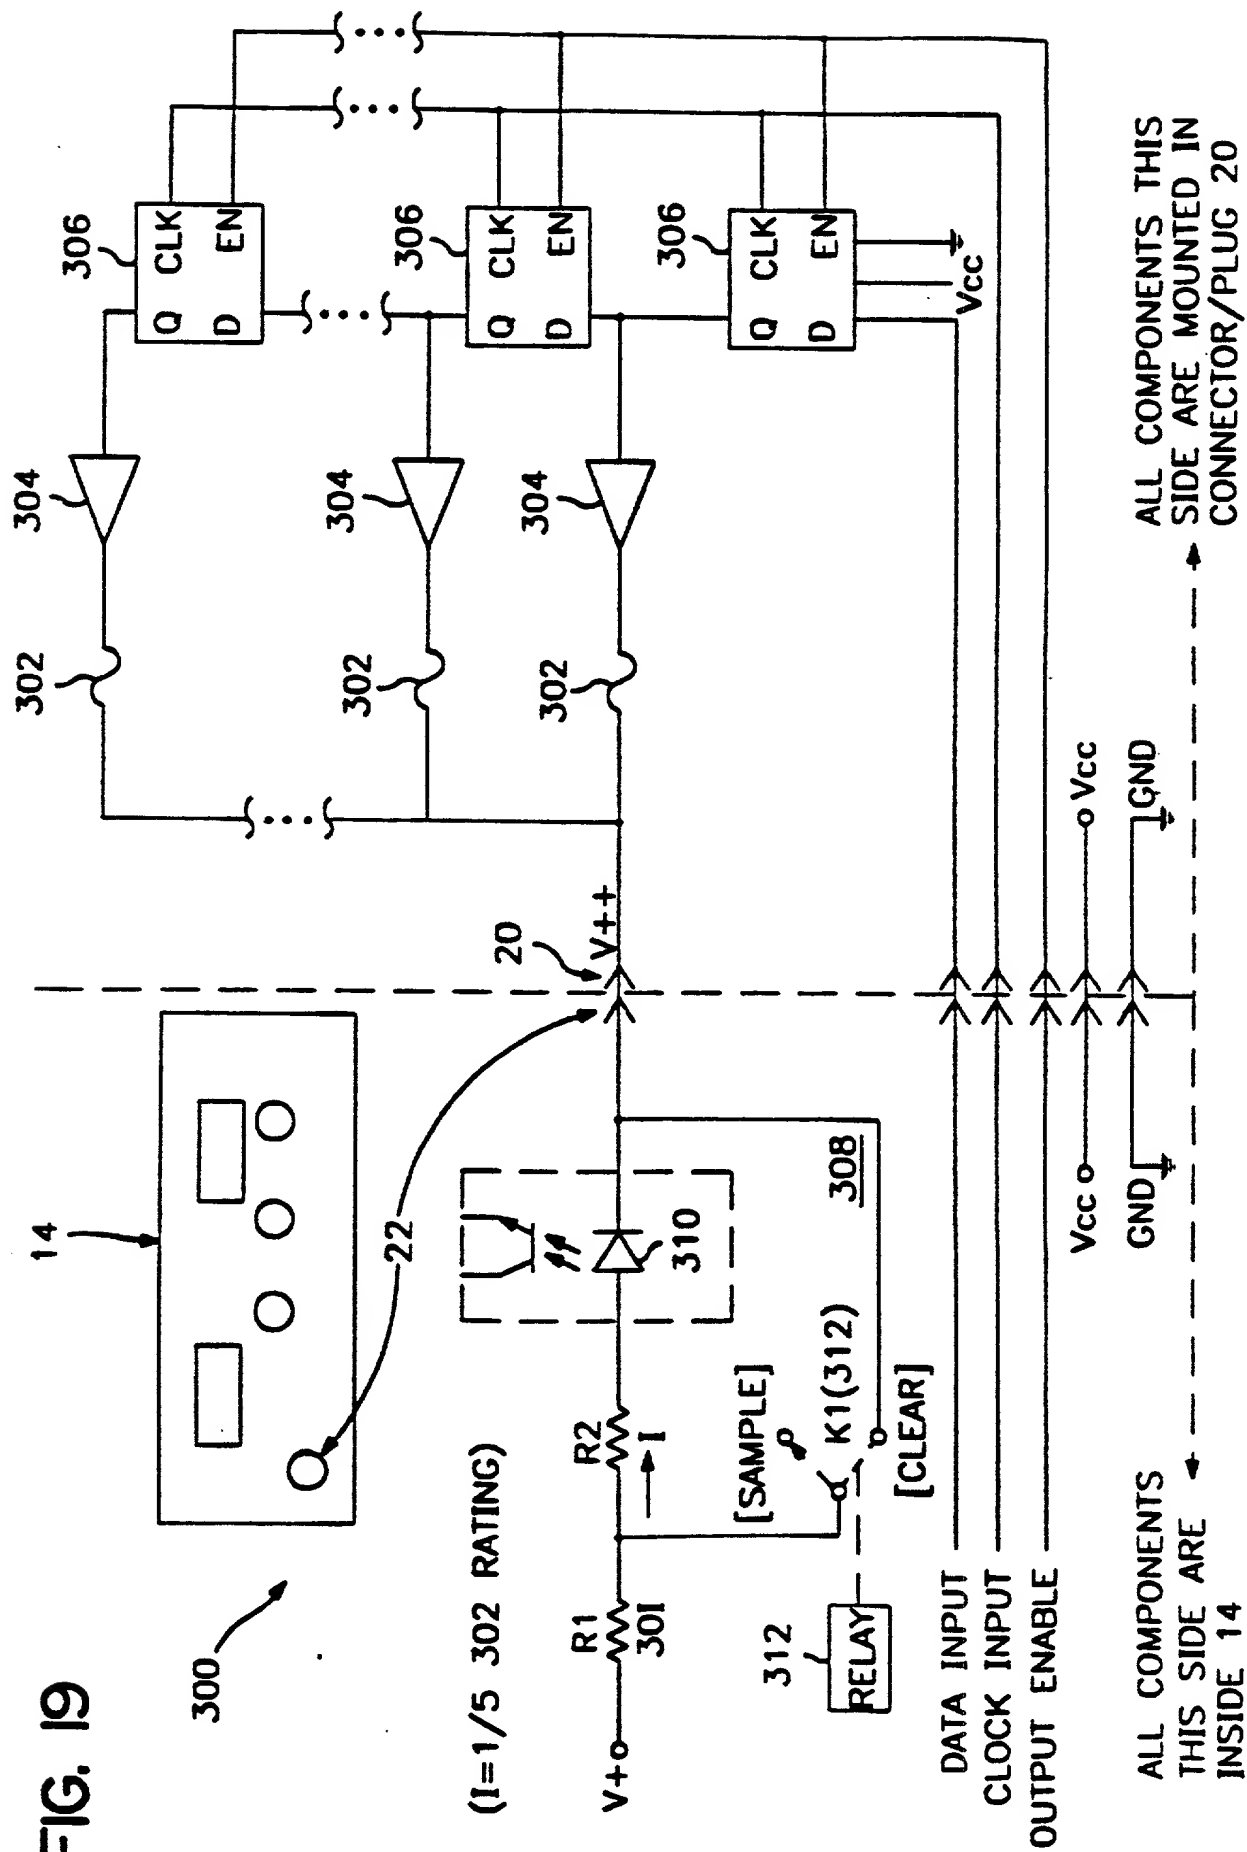 FIG. 19
300
14
22
(I=1/5 302 RATING)
V+
R1
30I
R2
I
310
308
[SAMPLE]
K1(312)
[CLEAR]
312
RELAY
20
V++
302
302
302
304
304
304
306
Q
CLK
D
EN
306
Q
CLK
D
EN
306
Q
CLK
D
EN
Vcc
DATA INPUT
CLOCK INPUT
OUTPUT ENABLE
Vcc
Vcc
GND
GND
ALL COMPONENTS
THIS SIDE ARE
INSIDE 14
ALL COMPONENTS THIS
SIDE ARE MOUNTED IN
CONNECTOR/PLUG 20